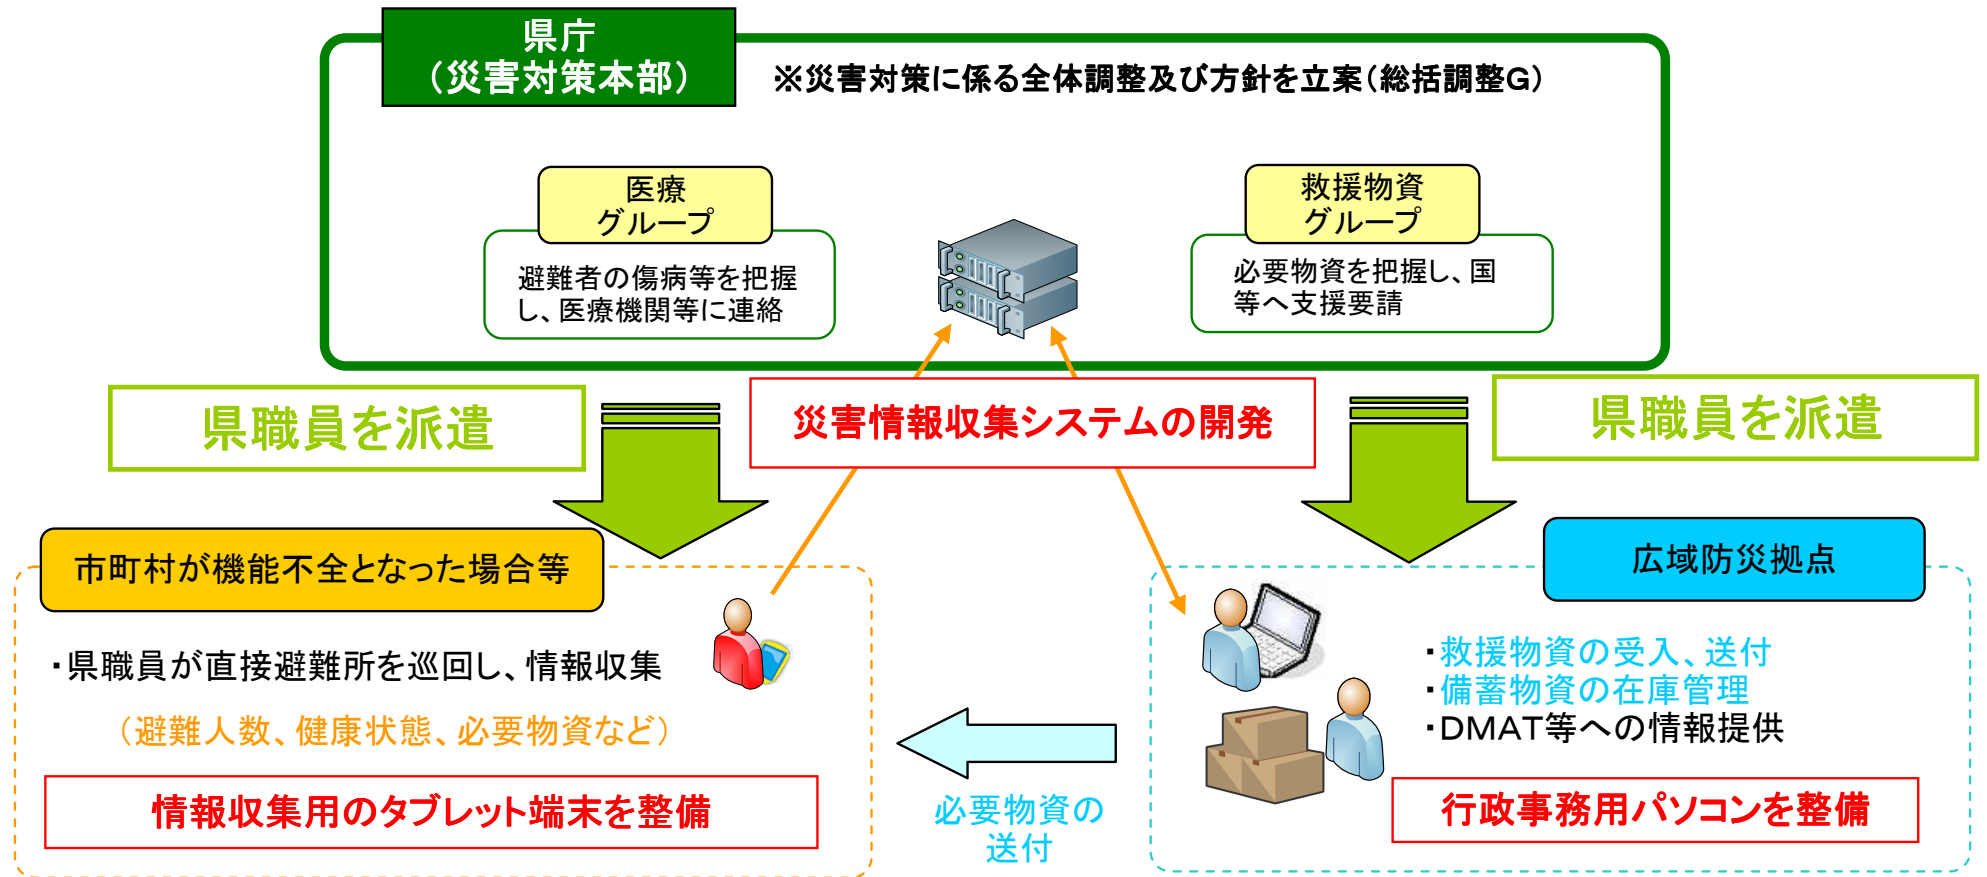 県庁
（災害対策本部）
※災害対策に係る全体調整及び方針を立案（総括調整Ｇ）
医療
グループ
避難者の傷病等を把握
し、医療機関等に連絡
救援物資
グループ
必要物資を把握し、国
等へ支援要請
県職員を派遣
災害情報収集システムの開発
県職員を派遣
市町村が機能不全となった場合等
・県職員が直接避難所を巡回し、情報収集
（避難人数、健康状態、必要物資など）
情報収集用のタブレット端末を整備
必要物資の
送付
広域防災拠点
・救援物資の受入、送付
・備蓄物資の在庫管理
・ＤＭＡＴ等への情報提供
行政事務用パソコンを整備